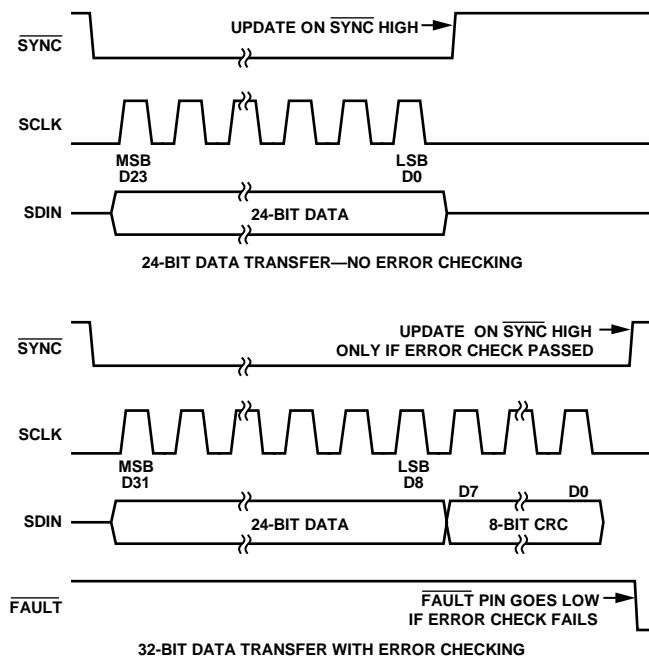 UPDATE ON SYNC HIGH
SYNC
SCLK
MSB
D23
LSB
D0
SDIN
24-BIT DATA
24-BIT DATA TRANSFER—NO ERROR CHECKING
UPDATE ON SYNC HIGH
ONLY IF ERROR CHECK PASSED
SYNC
SCLK
MSB
D31
LSB
D8
D7
D0
SDIN
24-BIT DATA
8-BIT CRC
FAULT
FAULT PIN GOES LOW
IF ERROR CHECK FAILS
32-BIT DATA TRANSFER WITH ERROR CHECKING